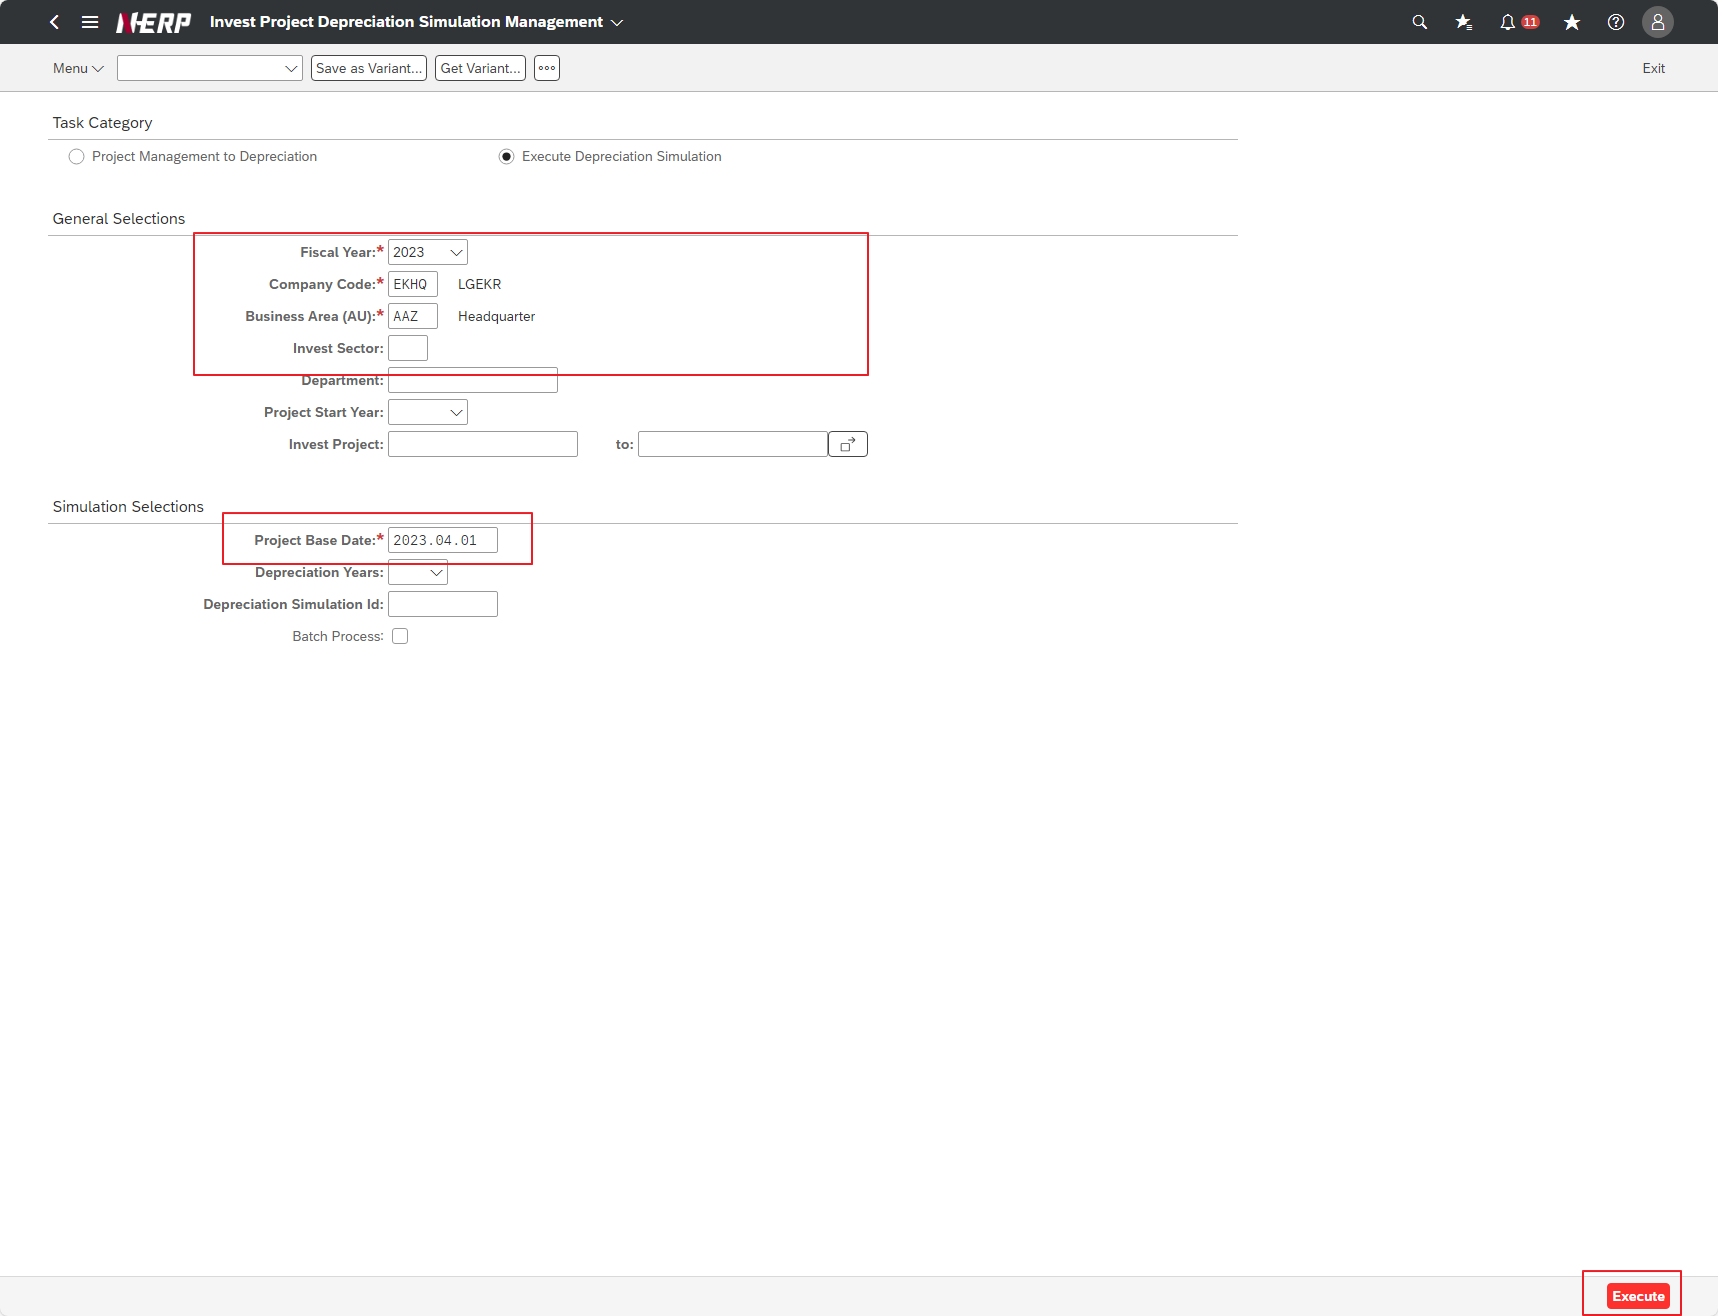 NERP Invest Project Depreciation Simulation Management 11
Menu Save as Variant... Get Variant... Exit
Task Category
Project Management to Depreciation Execute Depreciation Simulation
General Selections
Fiscal Year:* 2023
Company Code:* EKHQ LGEKR
Business Area (AU):* AAZ Headquarter
Invest Sector:
Department:
Project Start Year:
Invest Project: to:
Simulation Selections
Project Base Date:* 2023.04.01
Depreciation Years:
Depreciation Simulation Id:
Batch Process:
Execute